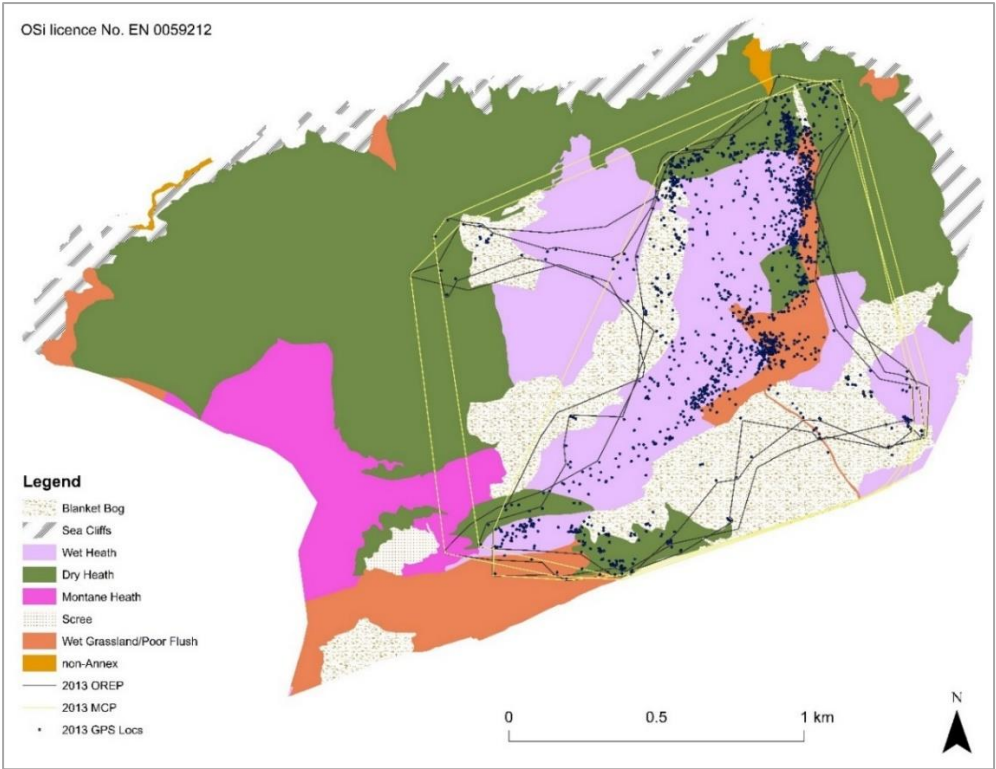 OSi licence No. EN 0059212
Legend
Blanket Bog
Sea Cliffs
Wet Heath
Dry Heath
Montane Heath
Scree
Wet Grassland/Poor Flush
non-Annex
2013 OREP
2013 MCP
2013 GPS Locs
0 0.5 1 km
N